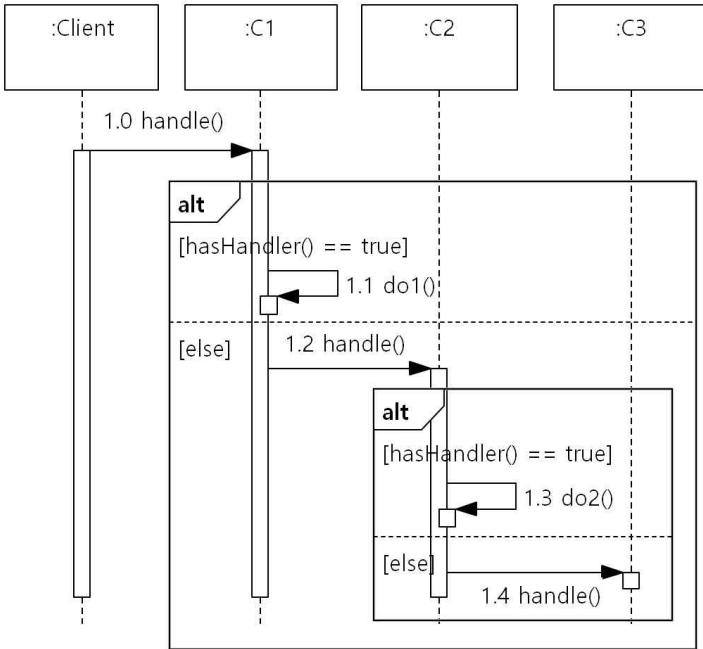 :Client
:C1
:C2
:C3
1.0 handle()
alt
[hasHandler() == true]
1.1 do1()
[else]
1.2 handle()
alt
[hasHandler() == true]
1.3 do2()
[else]
1.4 handle()